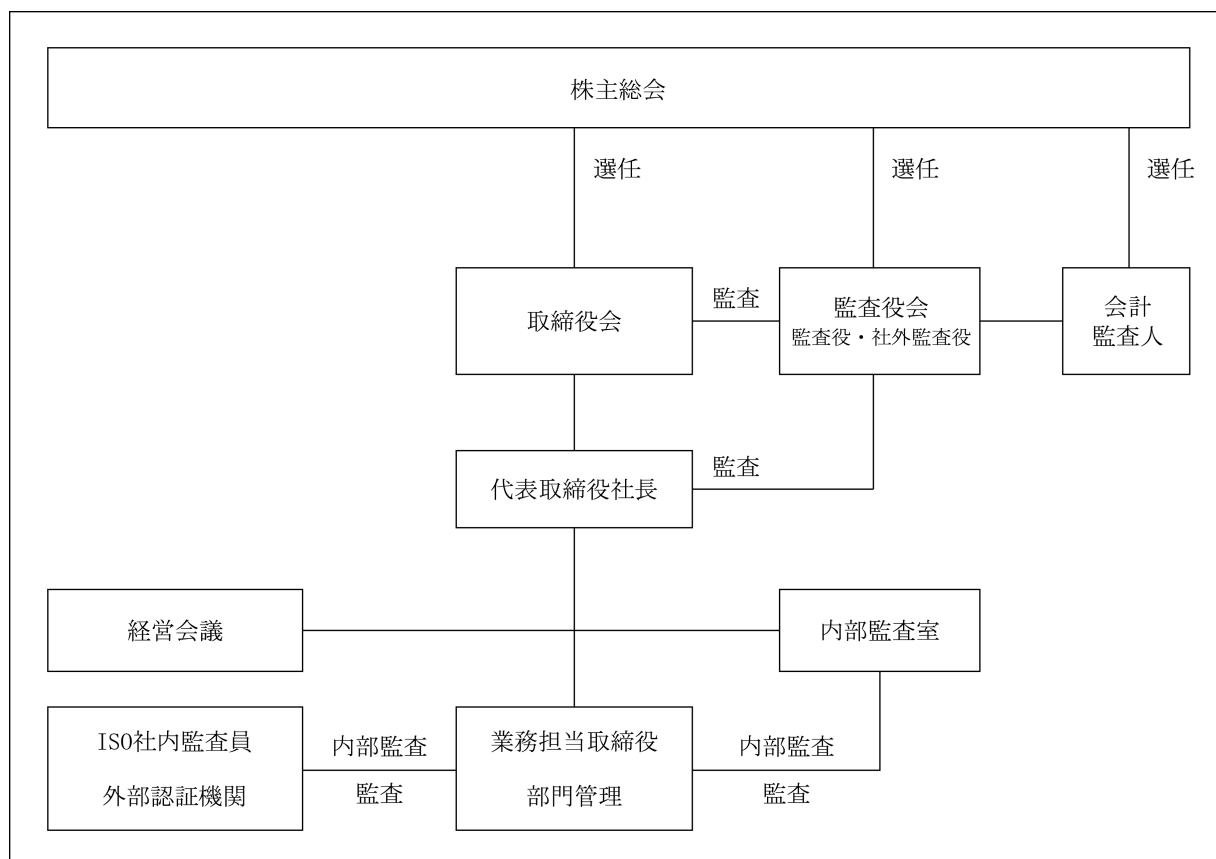 株主総会
選任
選任
選任
取締役会
監査
監査役会
監査役・社外監査役
会計
監査人
代表取締役社長
監査
経営会議
内部監査室
ISO社内監査員
外部認証機関
内部監査
監査
業務担当取締役
部門管理
内部監査
監査